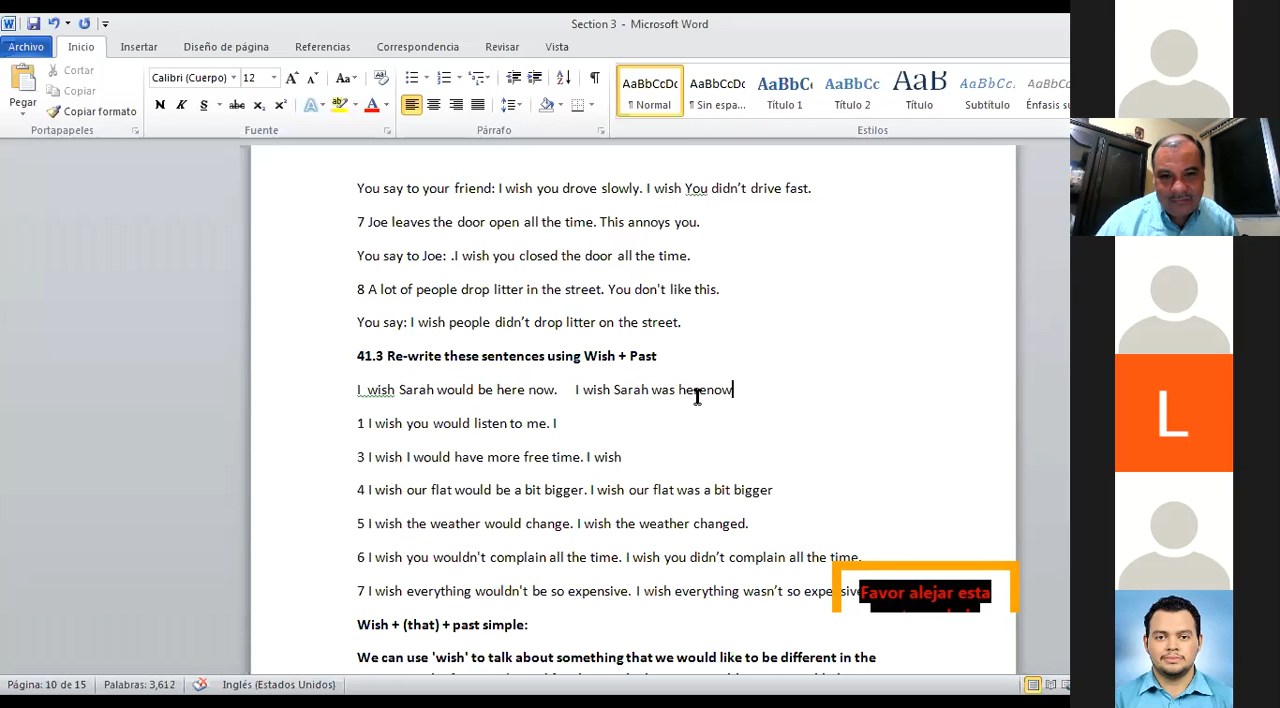 Section 3 - Microsoft Word
Archivo Inicio Insertar Diseño de página Referencias Correspondencia Revisar Vista
Pegar
Cortar
Copiar
Copiar formato
Portapapeles
Calibri (Cuerpo) 12
Fuente
Párrafo
AaBbCcDc AaBbCcDc AaBbC AaBbCc AaB AaBbCc. AaBbCcDc
¶ Normal ¶ Sin espa... Título 1 Título 2 Título Subtítulo Énfasis su
Estilos
You say to your friend: I wish you drove slowly. I wish You didn't drive fast.
7 Joe leaves the door open all the time. This annoys you.
You say to Joe: .I wish you closed the door all the time.
8 A lot of people drop litter in the street. You don't like this.
You say: I wish people didn't drop litter on the street.
41.3 Re-write these sentences using Wish + Past
I wish Sarah would be here now. I wish Sarah was herenow
1 I wish you would listen to me. I
3 I wish I would have more free time. I wish
4 I wish our flat would be a bit bigger. I wish our flat was a bit bigger
5 I wish the weather would change. I wish the weather changed.
6 I wish you wouldn't complain all the time. I wish you didn't complain all the time.
7 I wish everything wouldn't be so expensive. I wish everything wasn't so expensive
Favor alejar esta
Wish + (that) + past simple:
We can use 'wish' to talk about something that we would like to be different in the
Página: 10 de 15 Palabras: 3,612 Inglés (Estados Unidos)
L